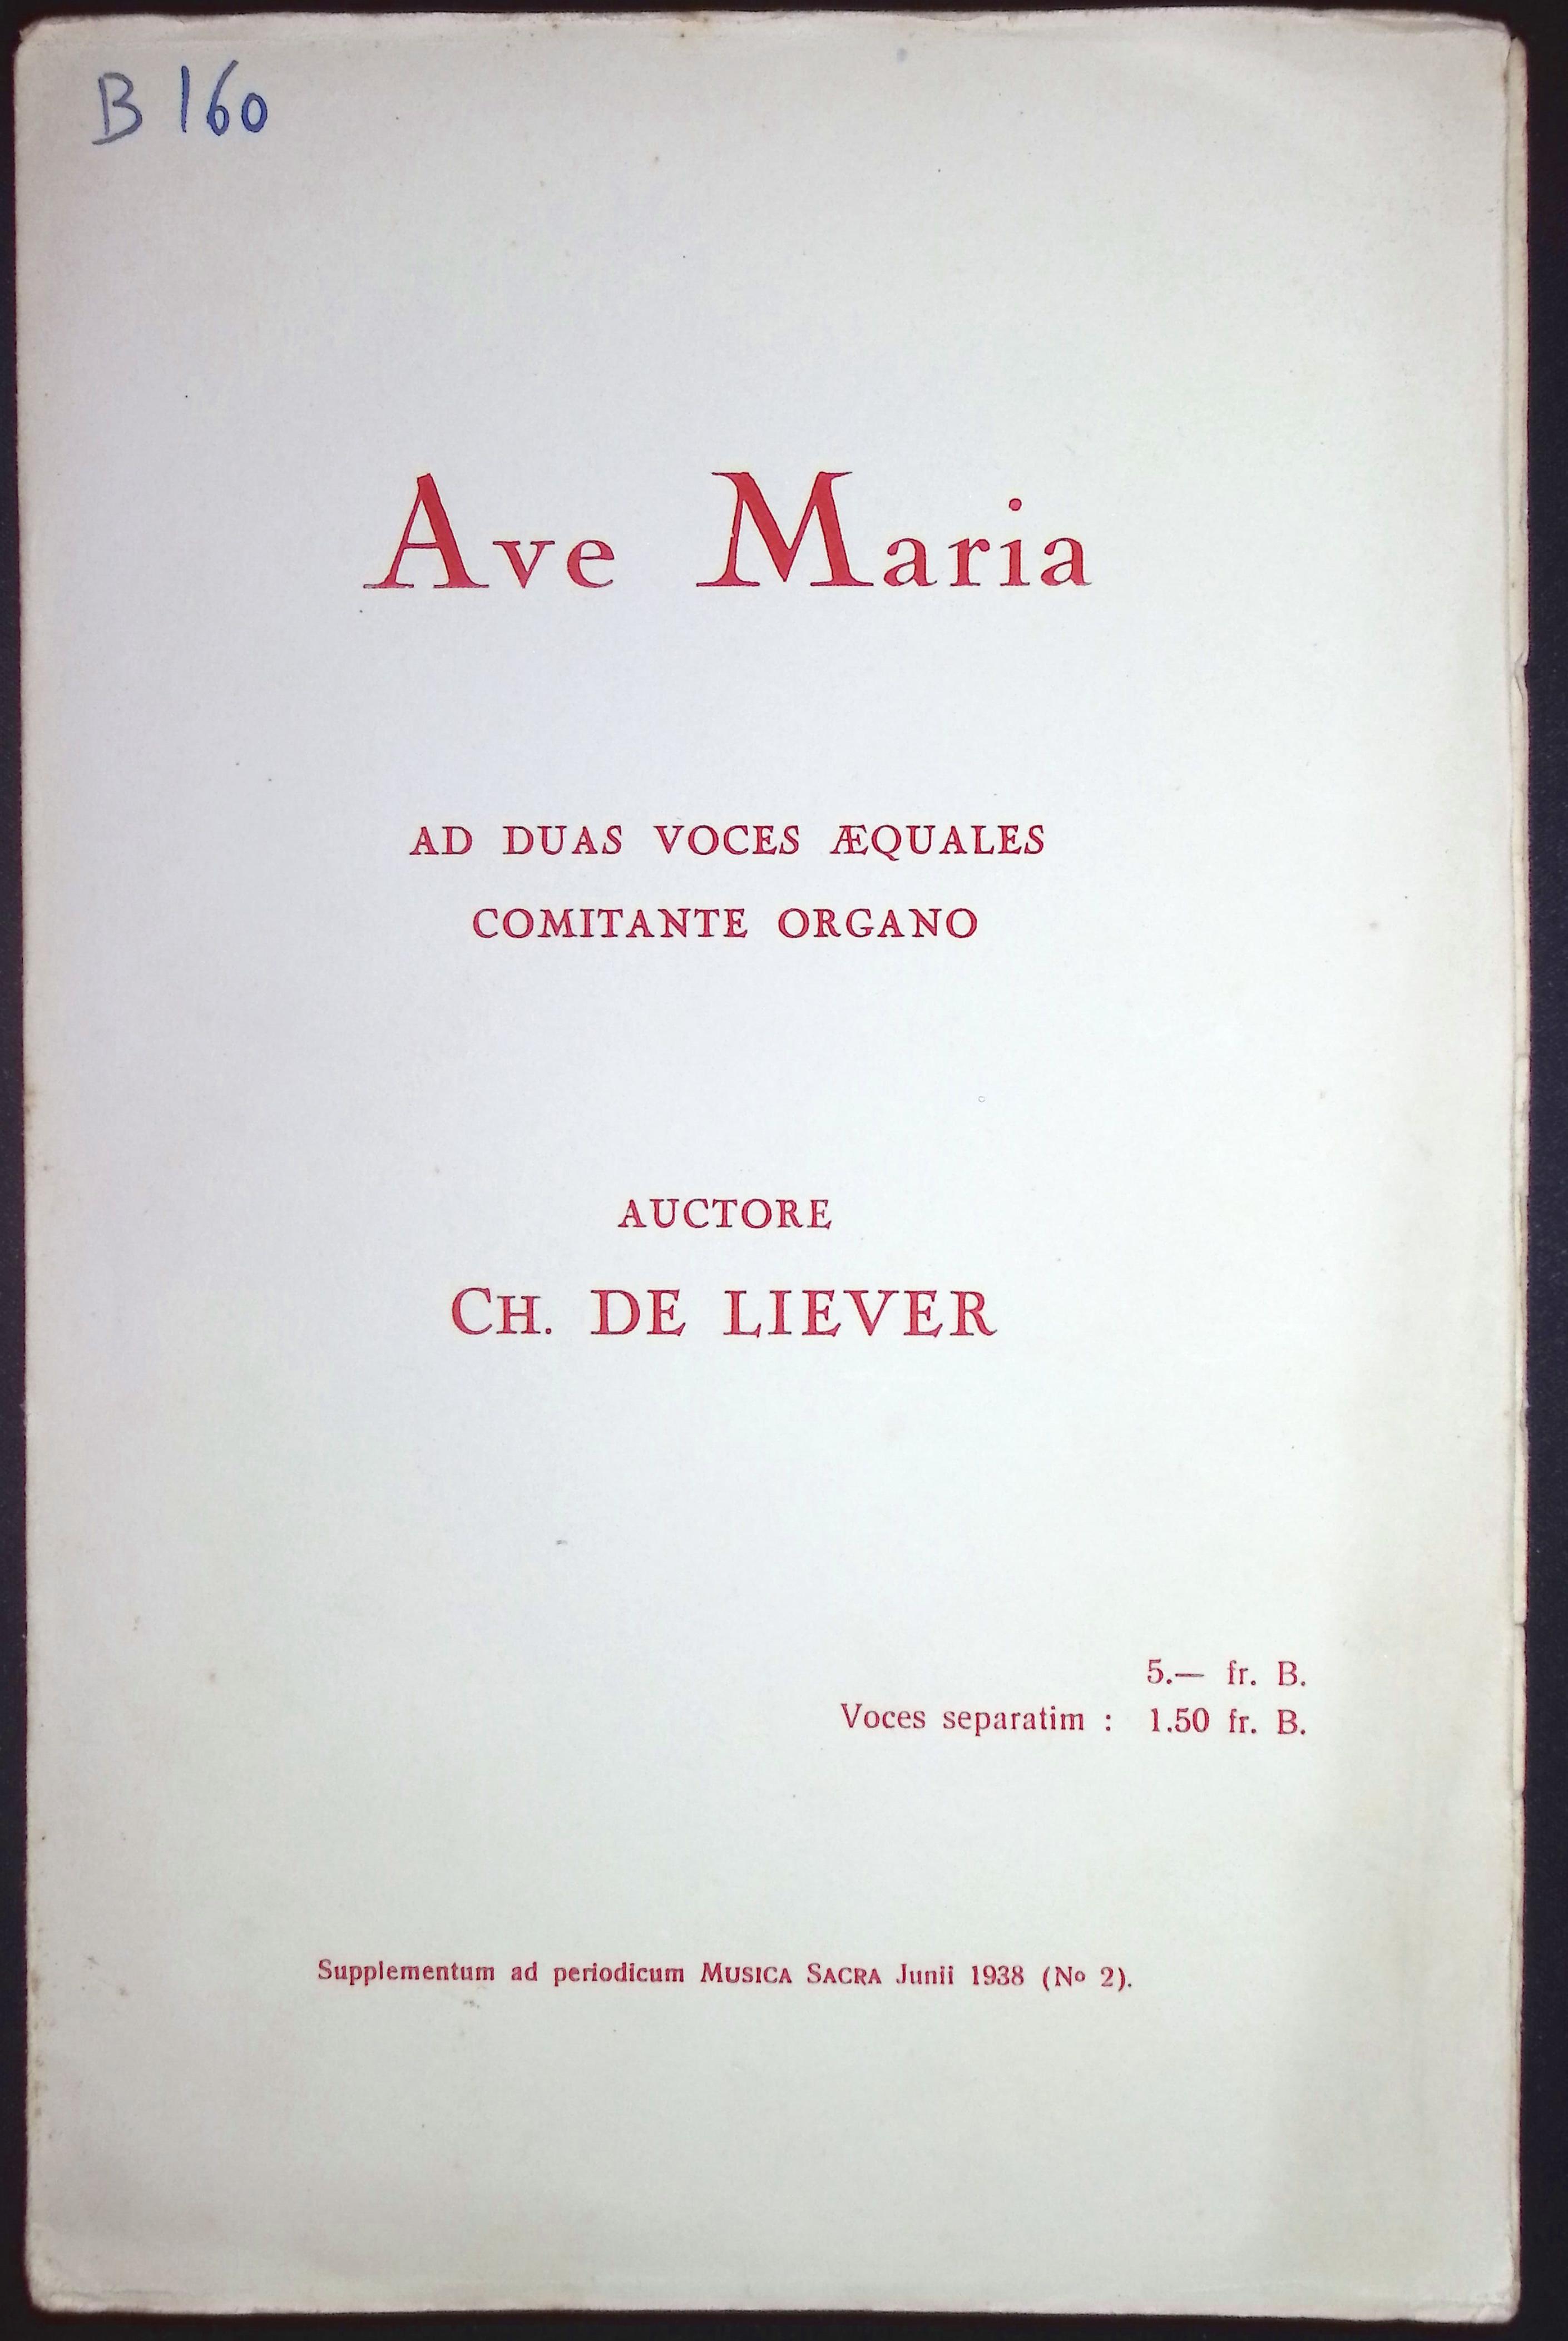 B 160
Ave Maria
AD DUAS VOCES ÆQUALES
COMITANTE ORGANO
AUCTORE
CH. DE LIEVER
5.— fr. B.
Voces separatim : 1.50 fr. B.
Supplementum ad periodicum MUSICA SACRA Junii 1938 (Nº 2).